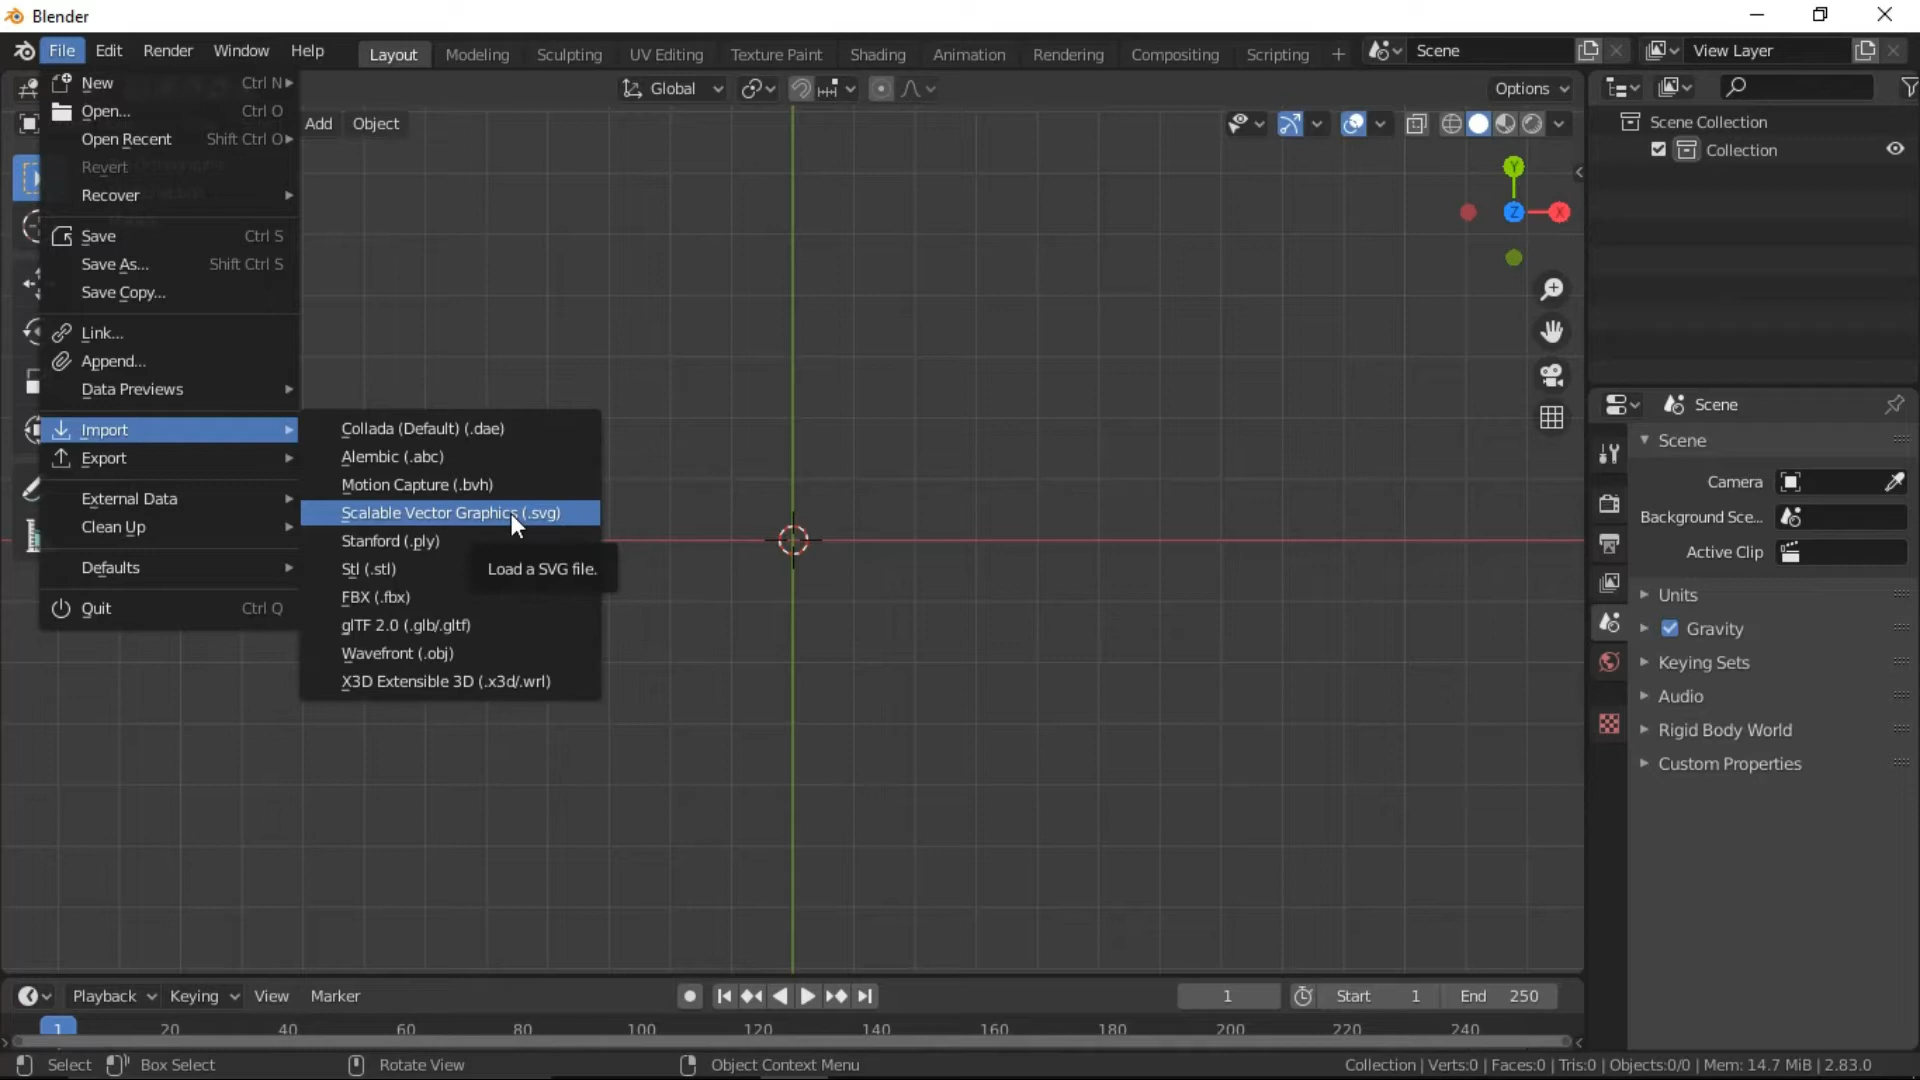 Blender
File Edit Render Window Help Layout Modeling Sculpting UV Editing Texture Paint Shading Animation Rendering Compositing Scripting + Scene View Layer
New Ctrl N
Open... Ctrl O
Open Recent Shift Ctrl O
Revert
Recover
Save Ctrl S
Save As... Shift Ctrl S
Save Copy...
Link...
Append...
Data Previews
Import
Export
External Data
Clean Up
Defaults
Quit Ctrl Q
Collada (Default) (.dae)
Alembic (.abc)
Motion Capture (.bvh)
Scalable Vector Graphics (.svg)
Stanford (.ply)
Stl (.stl)
FBX (.fbx)
glTF 2.0 (.glb/.gltf)
Wavefront (.obj)
X3D Extensible 3D (.x3d/.wrl)
Load a SVG file.
Global
Options
Add Object
Y
Z X
Scene Collection
Collection
Scene
Scene
Camera
Background Sce...
Active Clip
Units
Gravity
Keying Sets
Audio
Rigid Body World
Custom Properties
Playback Keying View Marker 1 Start 1 End 250
1 20 40 60 80 100 120 140 160 180 200 220 240
Select Box Select Rotate View Object Context Menu Collection | Verts:0 | Faces:0 | Tris:0 | Objects:0/0 | Mem: 14.7 MiB | 2.83.0